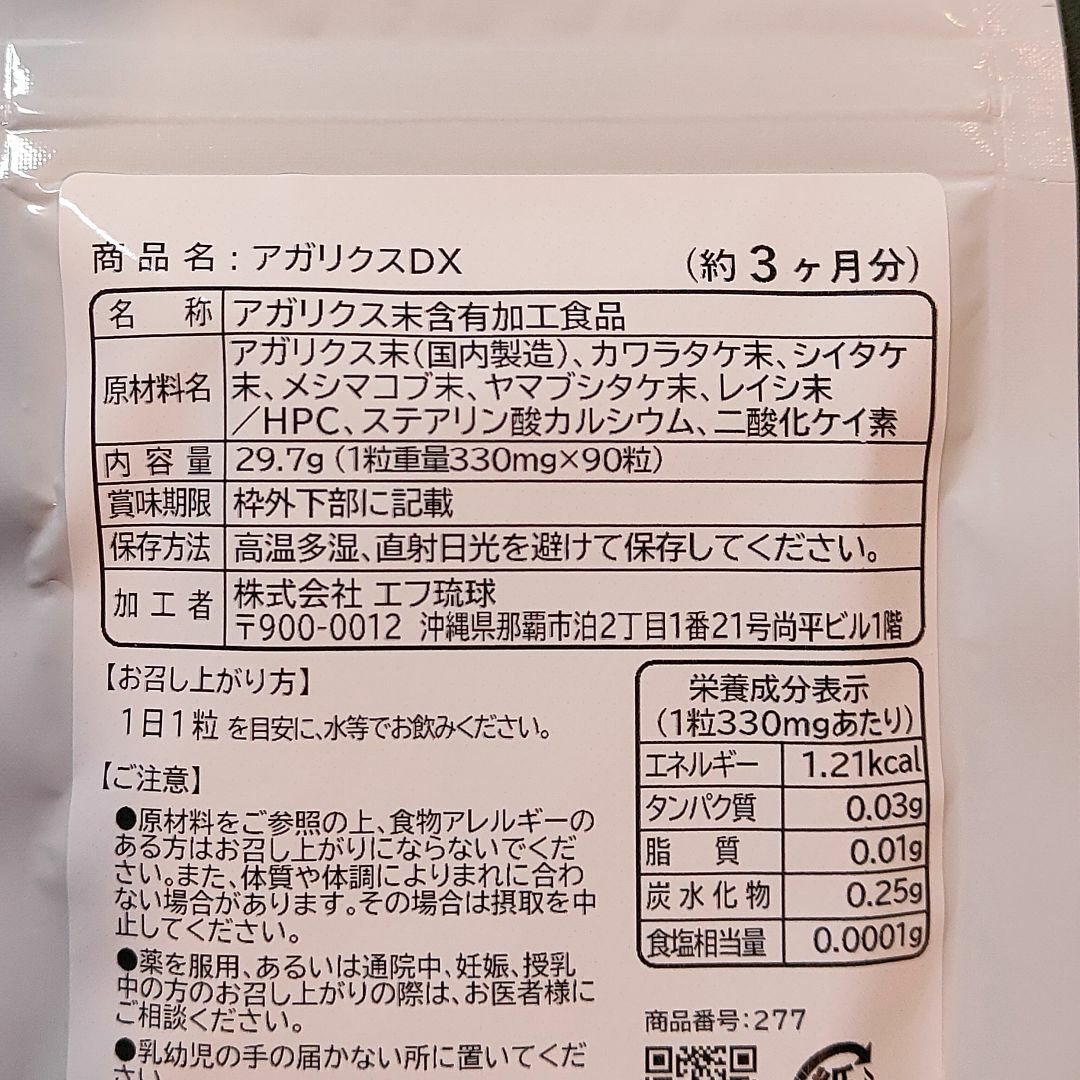 商品名:アガリクスDX (約3ヶ月分)
名称 アガリクス末含有加工食品
原材料名 アガリクス末(国内製造)、カワラタケ末、シイタケ
末、メシマコブ末、ヤマブシタケ末、レイシ末
/HPC、ステアリン酸カルシウム、二酸化ケイ素
内容量 29.7g(1粒重量330mg×90粒)
賞味期限 枠外下部に記載
保存方法 高温多湿、直射日光を避けて保存してください。
加工者 株式会社 エフ琉球
〒900-0012 沖縄県那覇市泊2丁目1番21号尚平ビル1階
【お召し上がり方】
1日1粒 を目安に、水等でお飲みください。
【ご注意】
●原材料をご参照の上、食物アレルギーの
ある方はお召し上がりにならないでくだ
さい。また、体質や体調によりまれに合わ
ない場合があります。その場合は摂取を中
止してください。
●薬を服用、あるいは通院中、妊娠、授乳
中の方のお召し上がりの際は、お医者様に
ご相談ください。
●乳幼児の手の届かない所に置いてくだ
さい
栄養成分表示
(1粒330mgあたり)
エネルギー 1.21kcal
タンパク質 0.03g
脂質 0.01g
炭水化物 0.25g
食塩相当量 0.0001g
商品番号:277